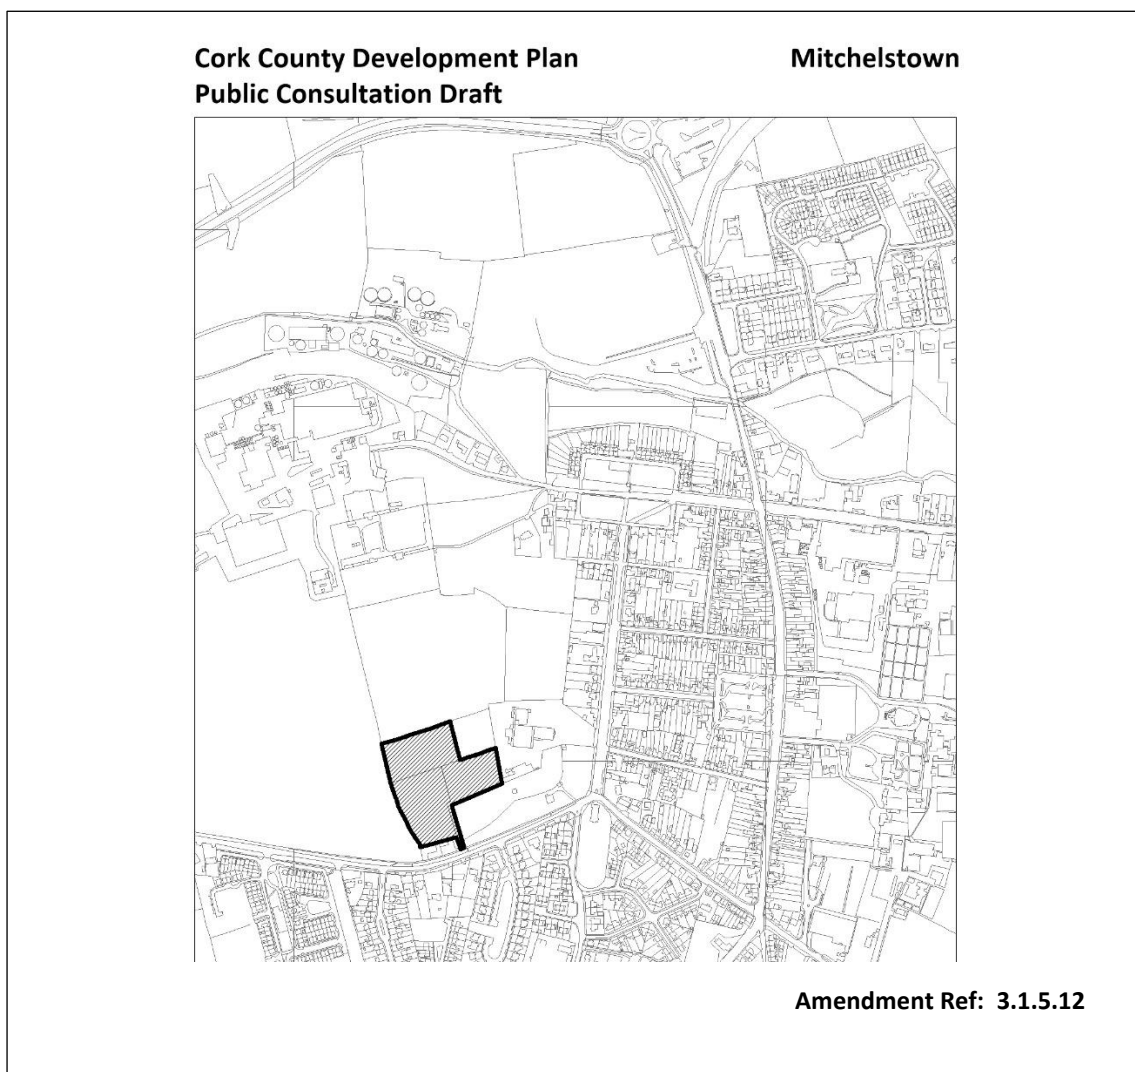 Cork County Development Plan Mitchelstown
Public Consultation Draft
Amendment Ref: 3.1.5.12